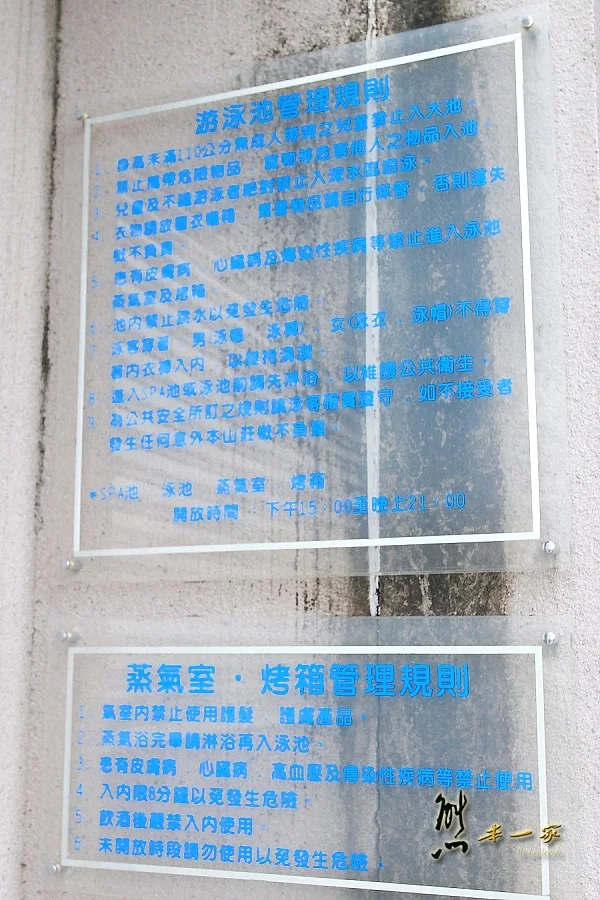 游泳池管理規則
1、身高未滿110公分無成人帶領之兒童禁止入大池。
2、禁止攜帶危險物品、寵物等危害他人之物品入池。
3、兒童及不諳游泳者絕對禁止入深水區游泳。
4、衣物請放置衣櫃箱，貴重物品請自行保管，否則遺失
概不負責
5、患有皮膚病、心臟病及傳染性疾病等禁止進入泳池、
蒸氣室及烤箱
6、池內禁止跳水以免發生危險。
7、泳客穿著：男(泳帽、泳褲)、女(泳衣、泳帽)不得穿
著內衣褲入內，以維持清潔。
8、進入SPA池或泳池前請先淋浴，以維護公共衛生。
9、為公共安全所訂之規則請泳客確實遵守，如不接受者
發生任何意外本山莊概不負責。
*SPA池、泳池、蒸氣室、烤箱
開放時間：下午15：00至晚上21：00
蒸氣室·烤箱管理規則
1、氣室內禁止使用護髮、護膚產品。
2、蒸氣浴完畢請淋浴再入泳池。
3、患有皮膚病、心臟病、高血壓及傳染性疾病等禁止使用
4、入內限8分鐘以免發生危險。
5、飲酒後嚴禁入內使用。
6、未開放時段請勿使用以免發生危險。
熊 米一家